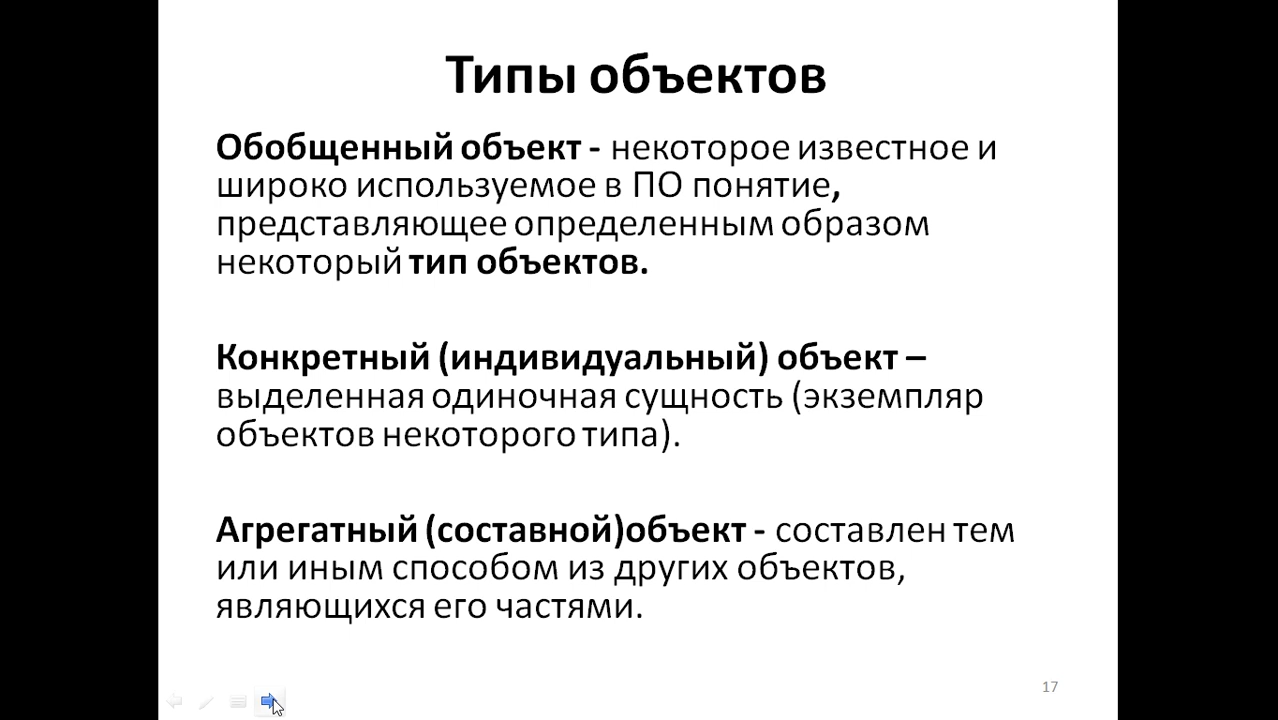 Типы объектов
Обобщенный объект - некоторое известное и
широко используемое в ПО понятие,
представляющее определенным образом
некоторый тип объектов.
Конкретный (индивидуальный) объект –
выделенная одиночная сущность (экземпляр
объектов некоторого типа).
Агрегатный (составной)объект - составлен тем
или иным способом из других объектов,
являющихся его частями.
17